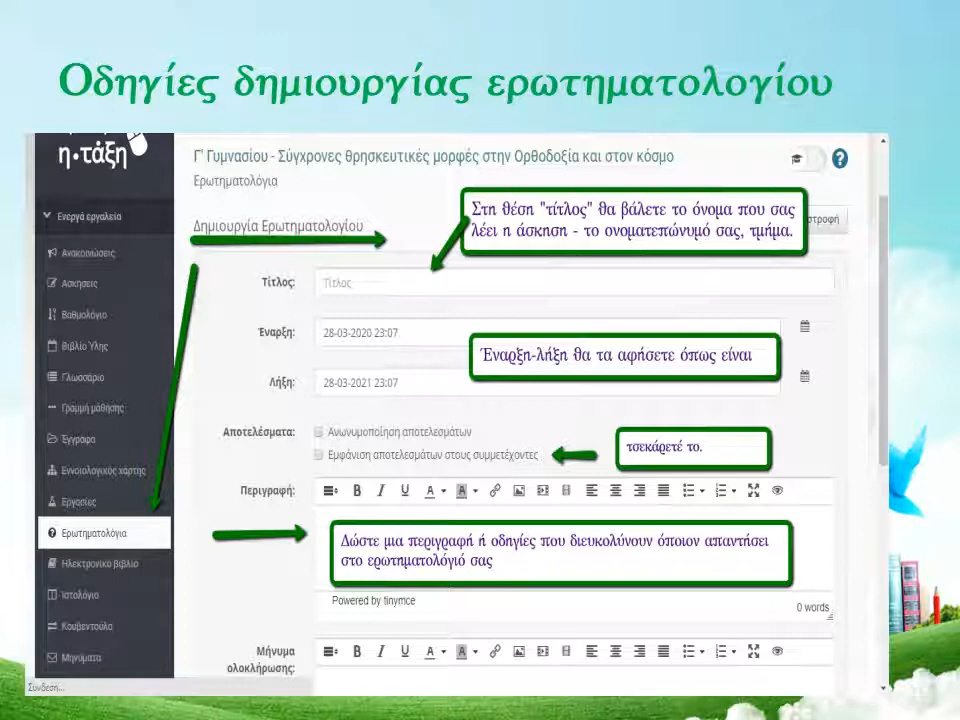 Οδηγίες δημιουργίας ερωτηματολογίου
η·τάξη
Γ' Γυμνασίου - Σύγχρονες θρησκευτικές μορφές στην Ορθοδοξία και στον κόσμο
Ερωτηματολόγια
Στη θέση "τίτλος" θα βάλετε το όνομα που σας
λέει η άσκηση - το ονοματεπώνυμό σας, τμήμα.
στροφή
Ενεργά εργαλεία
Δημιουργία Ερωτηματολογίου
Ανακοινώσεις
Ασκήσεις
Βαθμολόγιο
Βιβλίο Ύλης
Γλωσσάριο
Γραμμή μάθησης
Έγγραφα
Εννοιολογικός χάρτης
Εργασίες
Ερωτηματολόγια
Ηλεκτρονικό βιβλίο
Ιστολόγιο
Κουβεντούλα
Μηνύματα
Τίτλος:
Τίτλος
Έναρξη:
28-03-2020 23:07
Έναρξη-λήξη θα τα αφήσετε όπως είναι
Λήξη:
28-03-2021 23:07
Αποτελέσματα:
Ανωνυμοποίηση αποτελεσμάτων
Εμφάνιση αποτελεσμάτων στους συμμετέχοντες
τσεκάρετέ το.
Περιγραφή:
Δώστε μια περιγραφή ή οδηγίες που διευκολύνουν όποιον απαντήσει
στο ερωτηματολόγιό σας
Powered by tinymce
0 words
Μήνυμα
ολοκλήρωσης:
Σύνδεση...